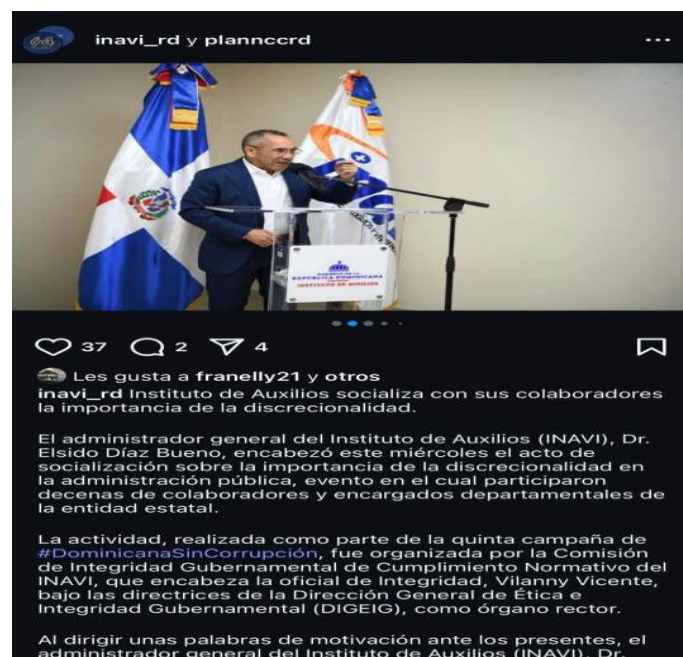 inavi_rd y plannccrd
GOBIERNO DE LA
REPÚBLICA DOMINICANA
INSTITUTO DE AUXILIOS
37 2 4
Les gusta a franelly21 y otros
inavi_rd Instituto de Auxilios socializa con sus colaboradores
la importancia de la discrecionalidad.
El administrador general del Instituto de Auxilios (INAVI), Dr.
Elsido Díaz Bueno, encabezó este miércoles el acto de
socialización sobre la importancia de la discrecionalidad en
la administración pública, evento en el cual participaron
decenas de colaboradores y encargados departamentales de
la entidad estatal.
La actividad, realizada como parte de la quinta campaña de
#DominicanaSinCorrupción, fue organizada por la Comisión
de Integridad Gubernamental de Cumplimiento Normativo del
INAVI, que encabeza la oficial de Integridad, Vilanny Vicente,
bajo las directrices de la Dirección General de Ética e
Integridad Gubernamental (DIGEIG), como órgano rector.
Al dirigir unas palabras de motivación ante los presentes, el
administrador general del Instituto de Auxilios (INAVI), Dr.